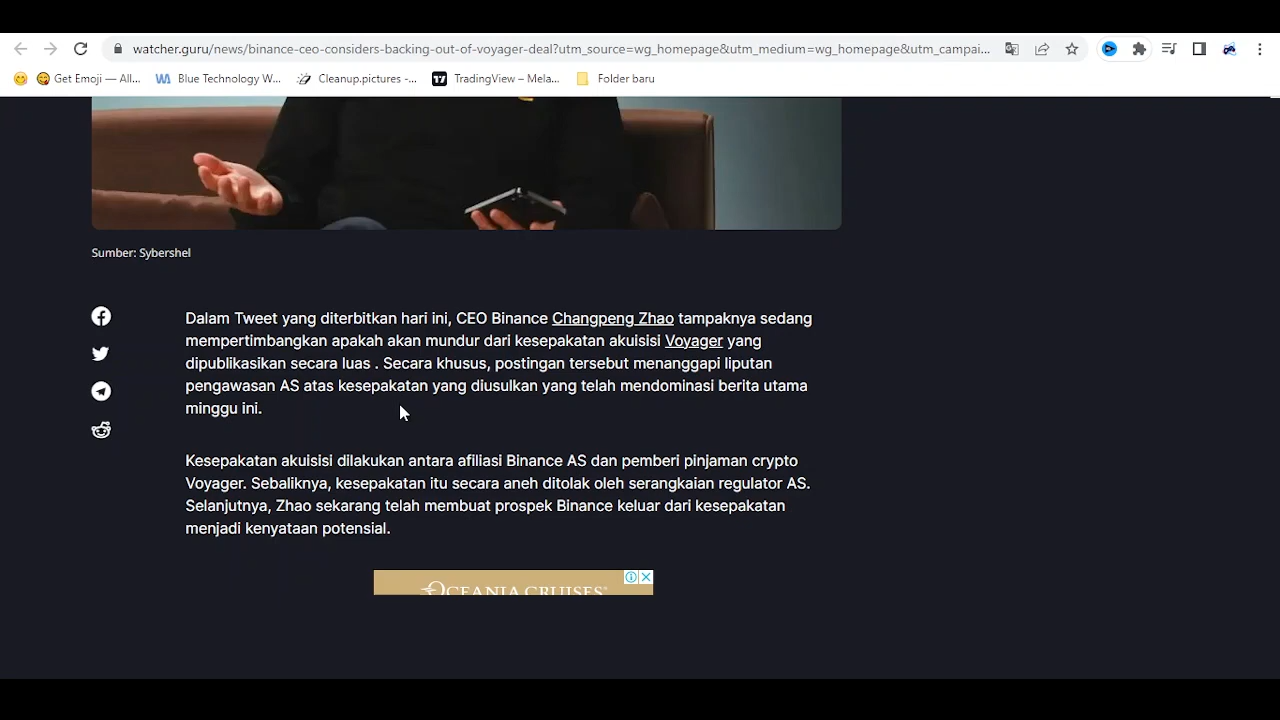 watcher.guru/news/binance-ceo-considers-backing-out-of-voyager-deal?utm_source=wg_homepage&utm_medium=wg_homepage&utm_campai...
Get Emoji — All... Blue Technology W... Cleanup.pictures -... TradingView – Mela... Folder baru
Sumber: Sybershel
Dalam Tweet yang diterbitkan hari ini, CEO Binance Changpeng Zhao tampaknya sedang
mempertimbangkan apakah akan mundur dari kesepakatan akuisisi Voyager yang
dipublikasikan secara luas . Secara khusus, postingan tersebut menanggapi liputan
pengawasan AS atas kesepakatan yang diusulkan yang telah mendominasi berita utama
minggu ini.
Kesepakatan akuisisi dilakukan antara afiliasi Binance AS dan pemberi pinjaman crypto
Voyager. Sebaliknya, kesepakatan itu secara aneh ditolak oleh serangkaian regulator AS.
Selanjutnya, Zhao sekarang telah membuat prospek Binance keluar dari kesepakatan
menjadi kenyataan potensial.
OCEANIA CRUISES®